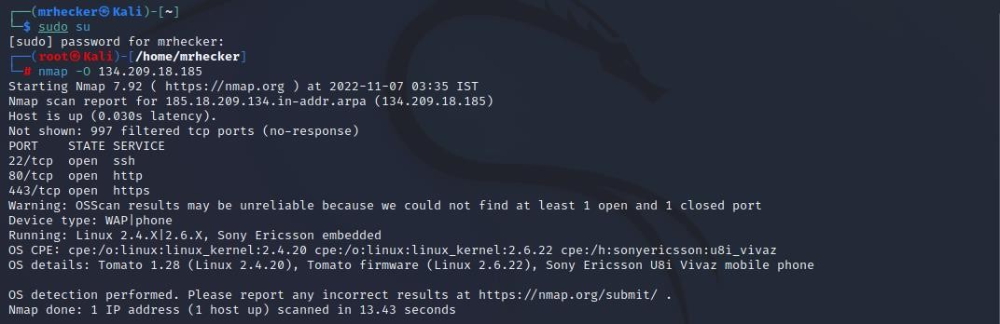 ┌──(mrhecker㉿Kali)-[~]
└─$ sudo su
[sudo] password for mrhecker:
┌──(root㉿Kali)-[/home/mrhecker]
└─# nmap -O 134.209.18.185
Starting Nmap 7.92 ( https://nmap.org ) at 2022-11-07 03:35 IST
Nmap scan report for 185.18.209.134.in-addr.arpa (134.209.18.185)
Host is up (0.030s latency).
Not shown: 997 filtered tcp ports (no-response)
PORT    STATE SERVICE
22/tcp  open  ssh
80/tcp  open  http
443/tcp open  https
Warning: OSScan results may be unreliable because we could not find at least 1 open and 1 closed port
Device type: WAP|phone
Running: Linux 2.4.X|2.6.X, Sony Ericsson embedded
OS CPE: cpe:/o:linux:linux_kernel:2.4.20 cpe:/o:linux:linux_kernel:2.6.22 cpe:/h:sonyericsson:u8i_vivaz
OS details: Tomato 1.28 (Linux 2.4.20), Tomato firmware (Linux 2.6.22), Sony Ericsson U8i Vivaz mobile phone

OS detection performed. Please report any incorrect results at https://nmap.org/submit/ .
Nmap done: 1 IP address (1 host up) scanned in 13.43 seconds